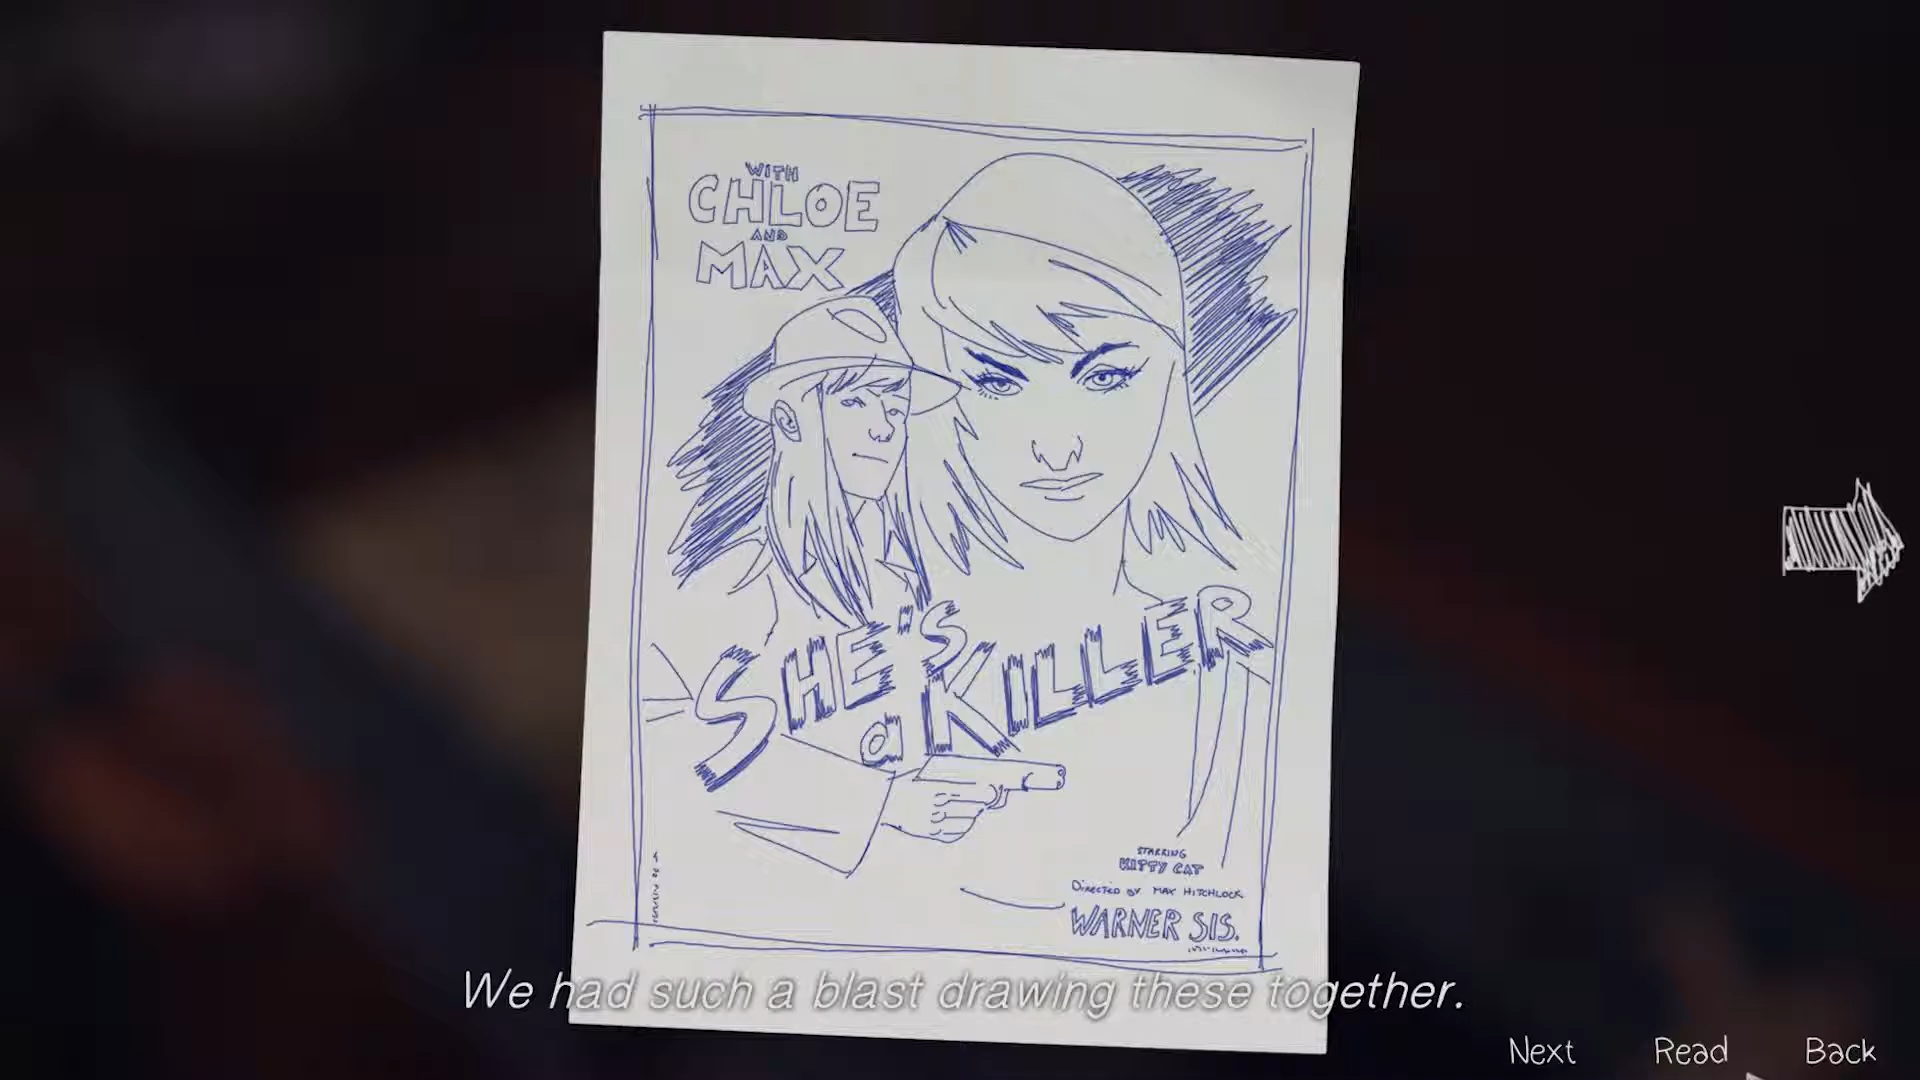 WITH
CHLOE
AND
MAX
SHE'S
a KILLER
STARRING
KITTY CAT
DIRECTED BY MAX HITCHLOCK
WARNER SIS.
We had such a blast drawing these together.
Next Read Back